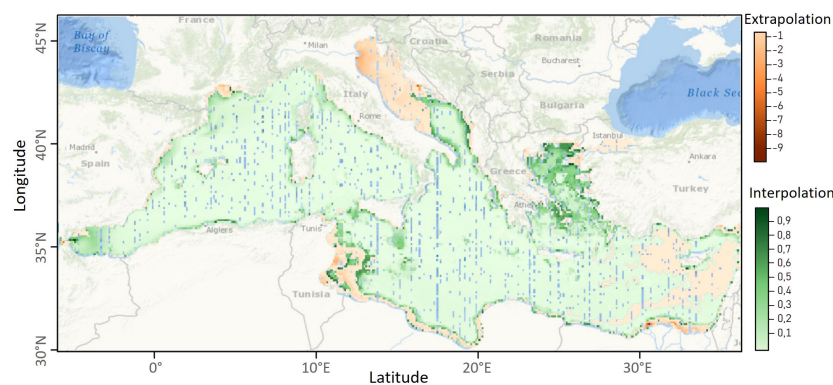 Extrapolation
-1
-2
-3
-4
-5
-6
-7
-8
-9
Interpolation
0,9
0,8
0,7
0,6
0,5
0,4
0,3
0,2
0,1
Longitude
45°N
40°N
35°N
30°N
0°
10°E
20°E
30°E
Latitude
France
Bay of
Biscay
Milan
Croatia
Romania
Bucharest
Serbia
Black Sea
Italy
Bulgaria
Rome
Istanbul
Madrid
Ankara
Spain
Greece
Turkey
Algiers
Tunis
Tunisia